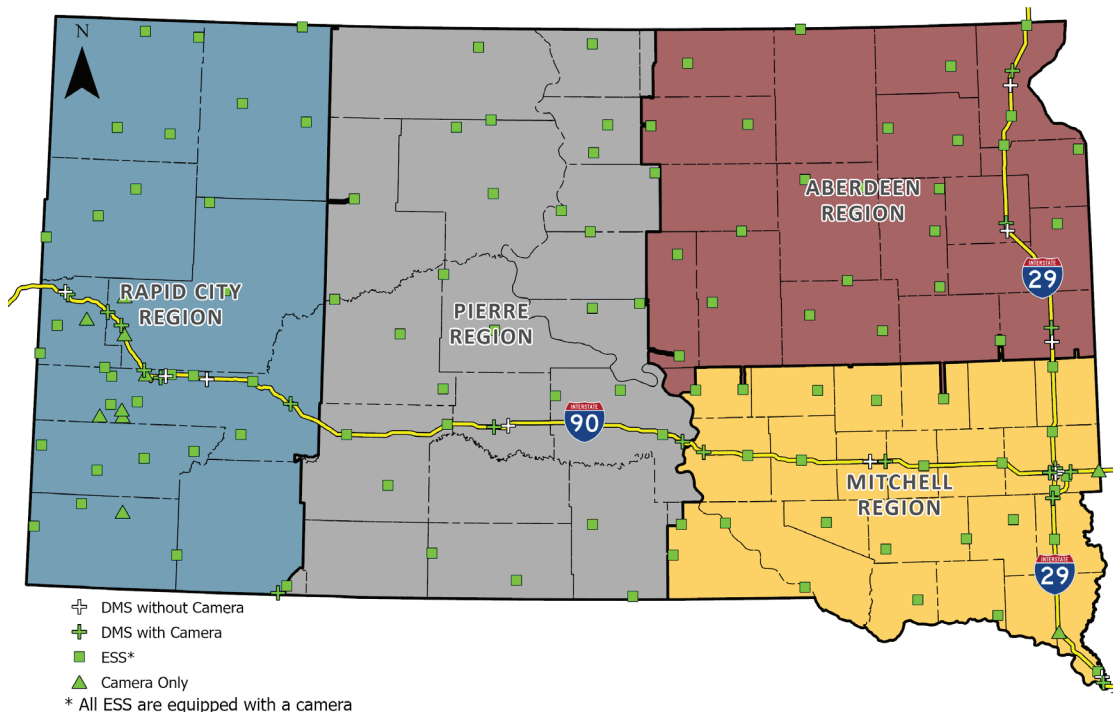 N
RAPID CITY
REGION
PIERRE
REGION
ABERDEEN
REGION
INTERSTATE
29
INTERSTATE
90
MITCHELL
REGION
INTERSTATE
29
DMS without Camera
DMS with Camera
ESS*
Camera Only
* All ESS are equipped with a camera